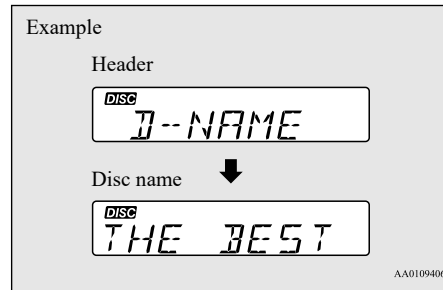 Example
Header
DISC
D--NAME
Disc name
DISC
THE BEST
AA0109406